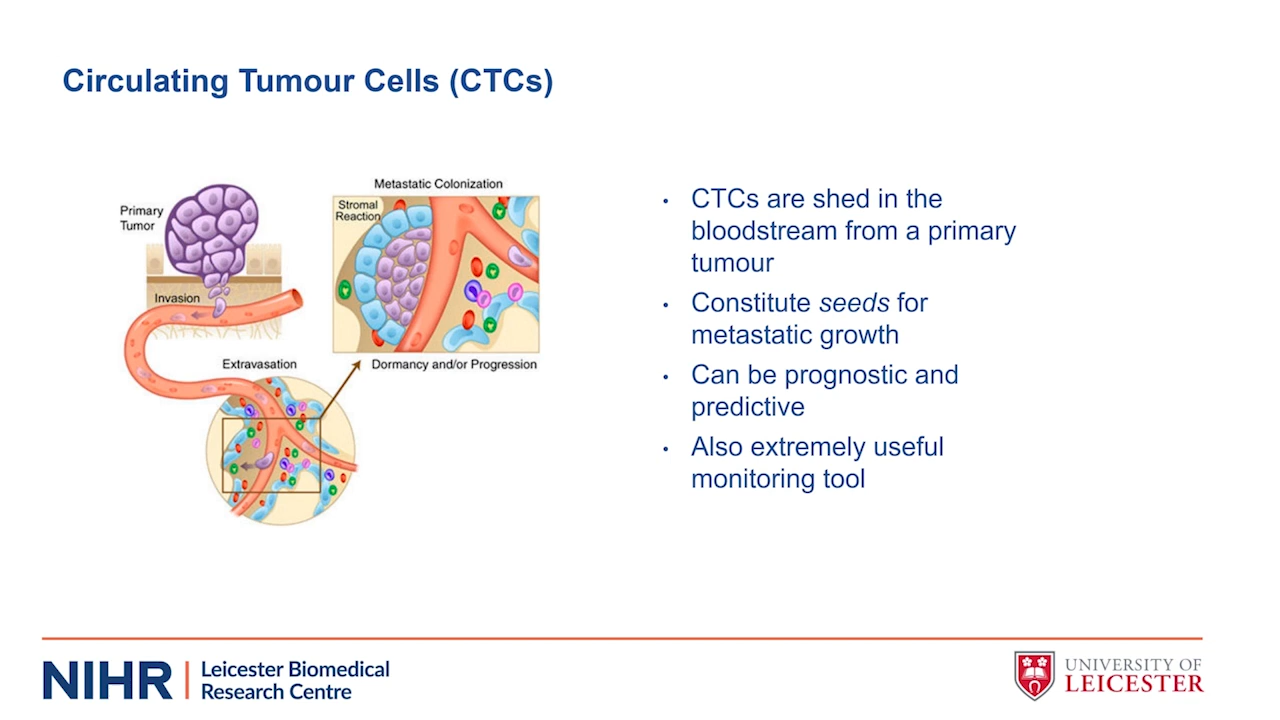 Circulating Tumour Cells (CTCs)
Primary
Tumor
Invasion
Extravasation
Metastatic Colonization
Stromal
Reaction
Dormancy and/or Progression
• CTCs are shed in the
bloodstream from a primary
tumour
• Constitute seeds for
metastatic growth
• Can be prognostic and
predictive
• Also extremely useful
monitoring tool
NIHR | Leicester Biomedical
Research Centre
UNIVERSITY OF
LEICESTER